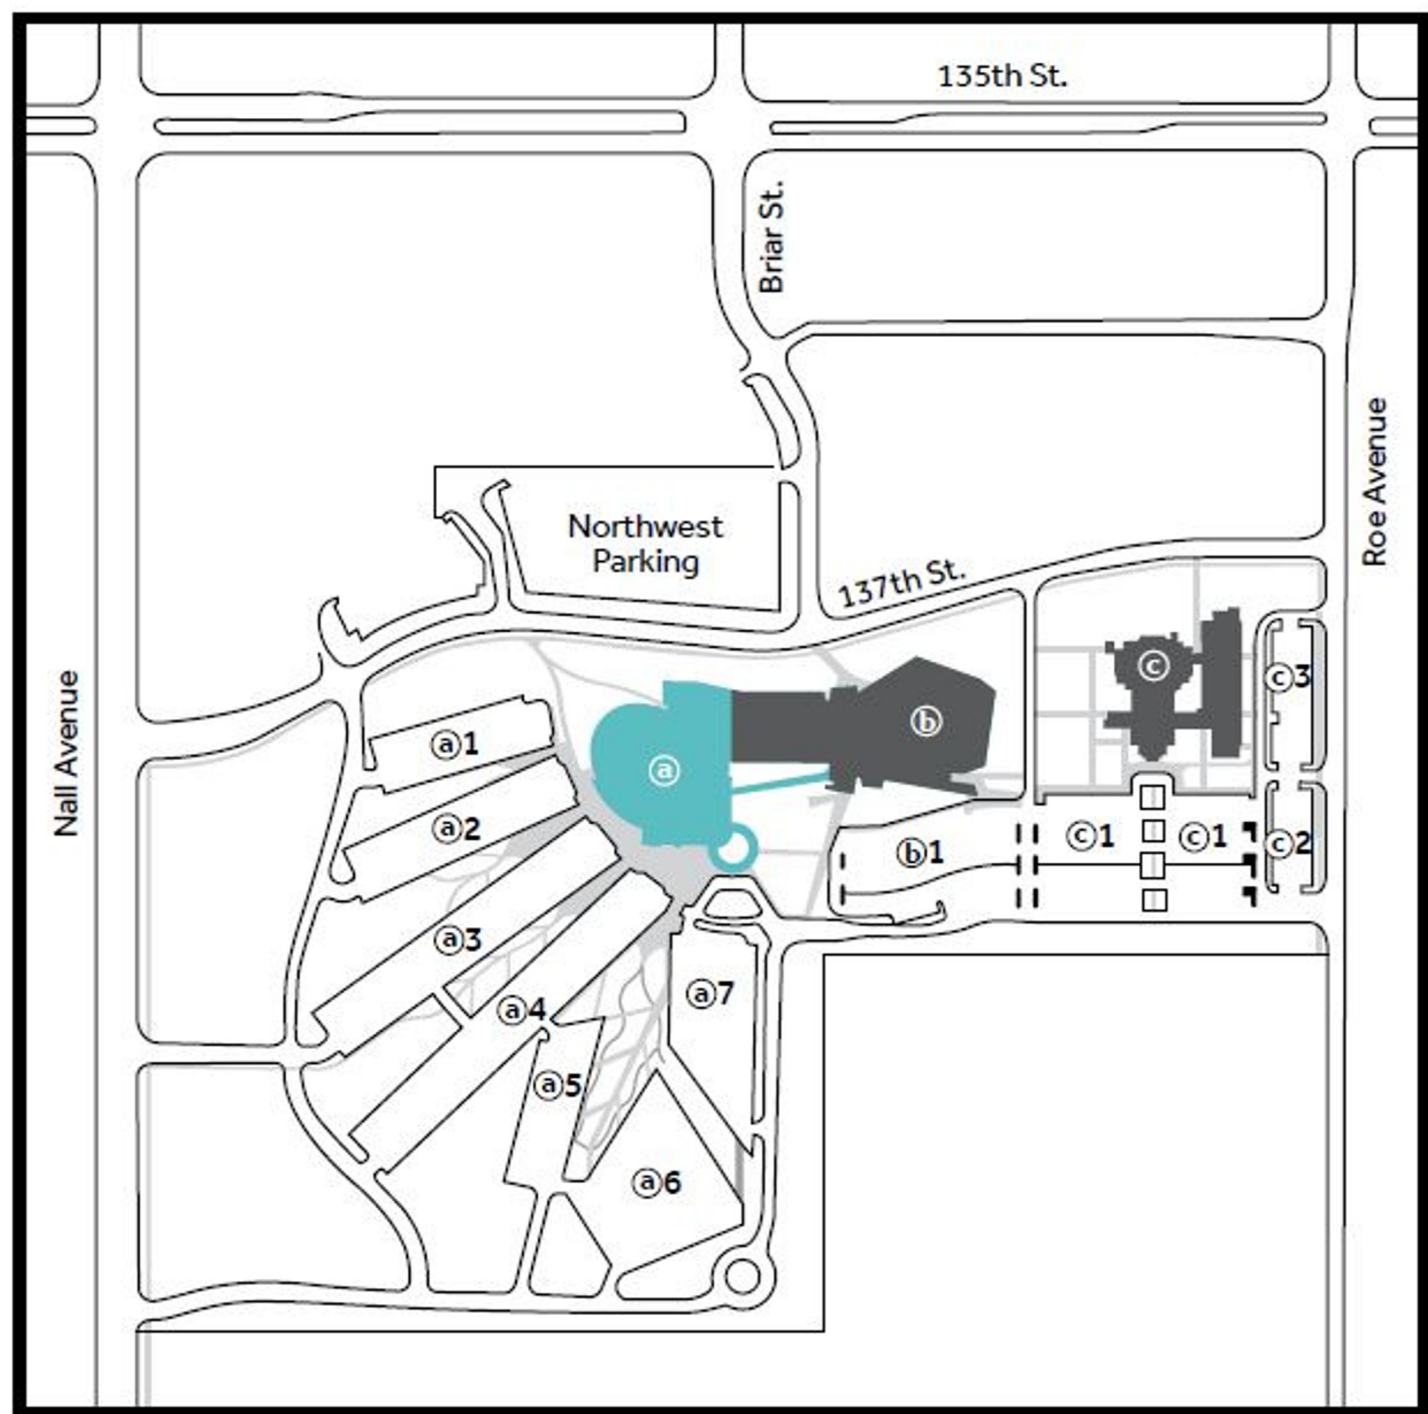 135th St.
Briar St.
Roe Avenue
Northwest
Parking
137th St.
Nall Avenue
ⓒ
ⓒ3
ⓑ
ⓐ
ⓐ1
ⓐ2
ⓒ1
ⓒ1
ⓒ2
ⓑ1
ⓐ3
ⓐ7
ⓐ4
ⓐ5
ⓐ6